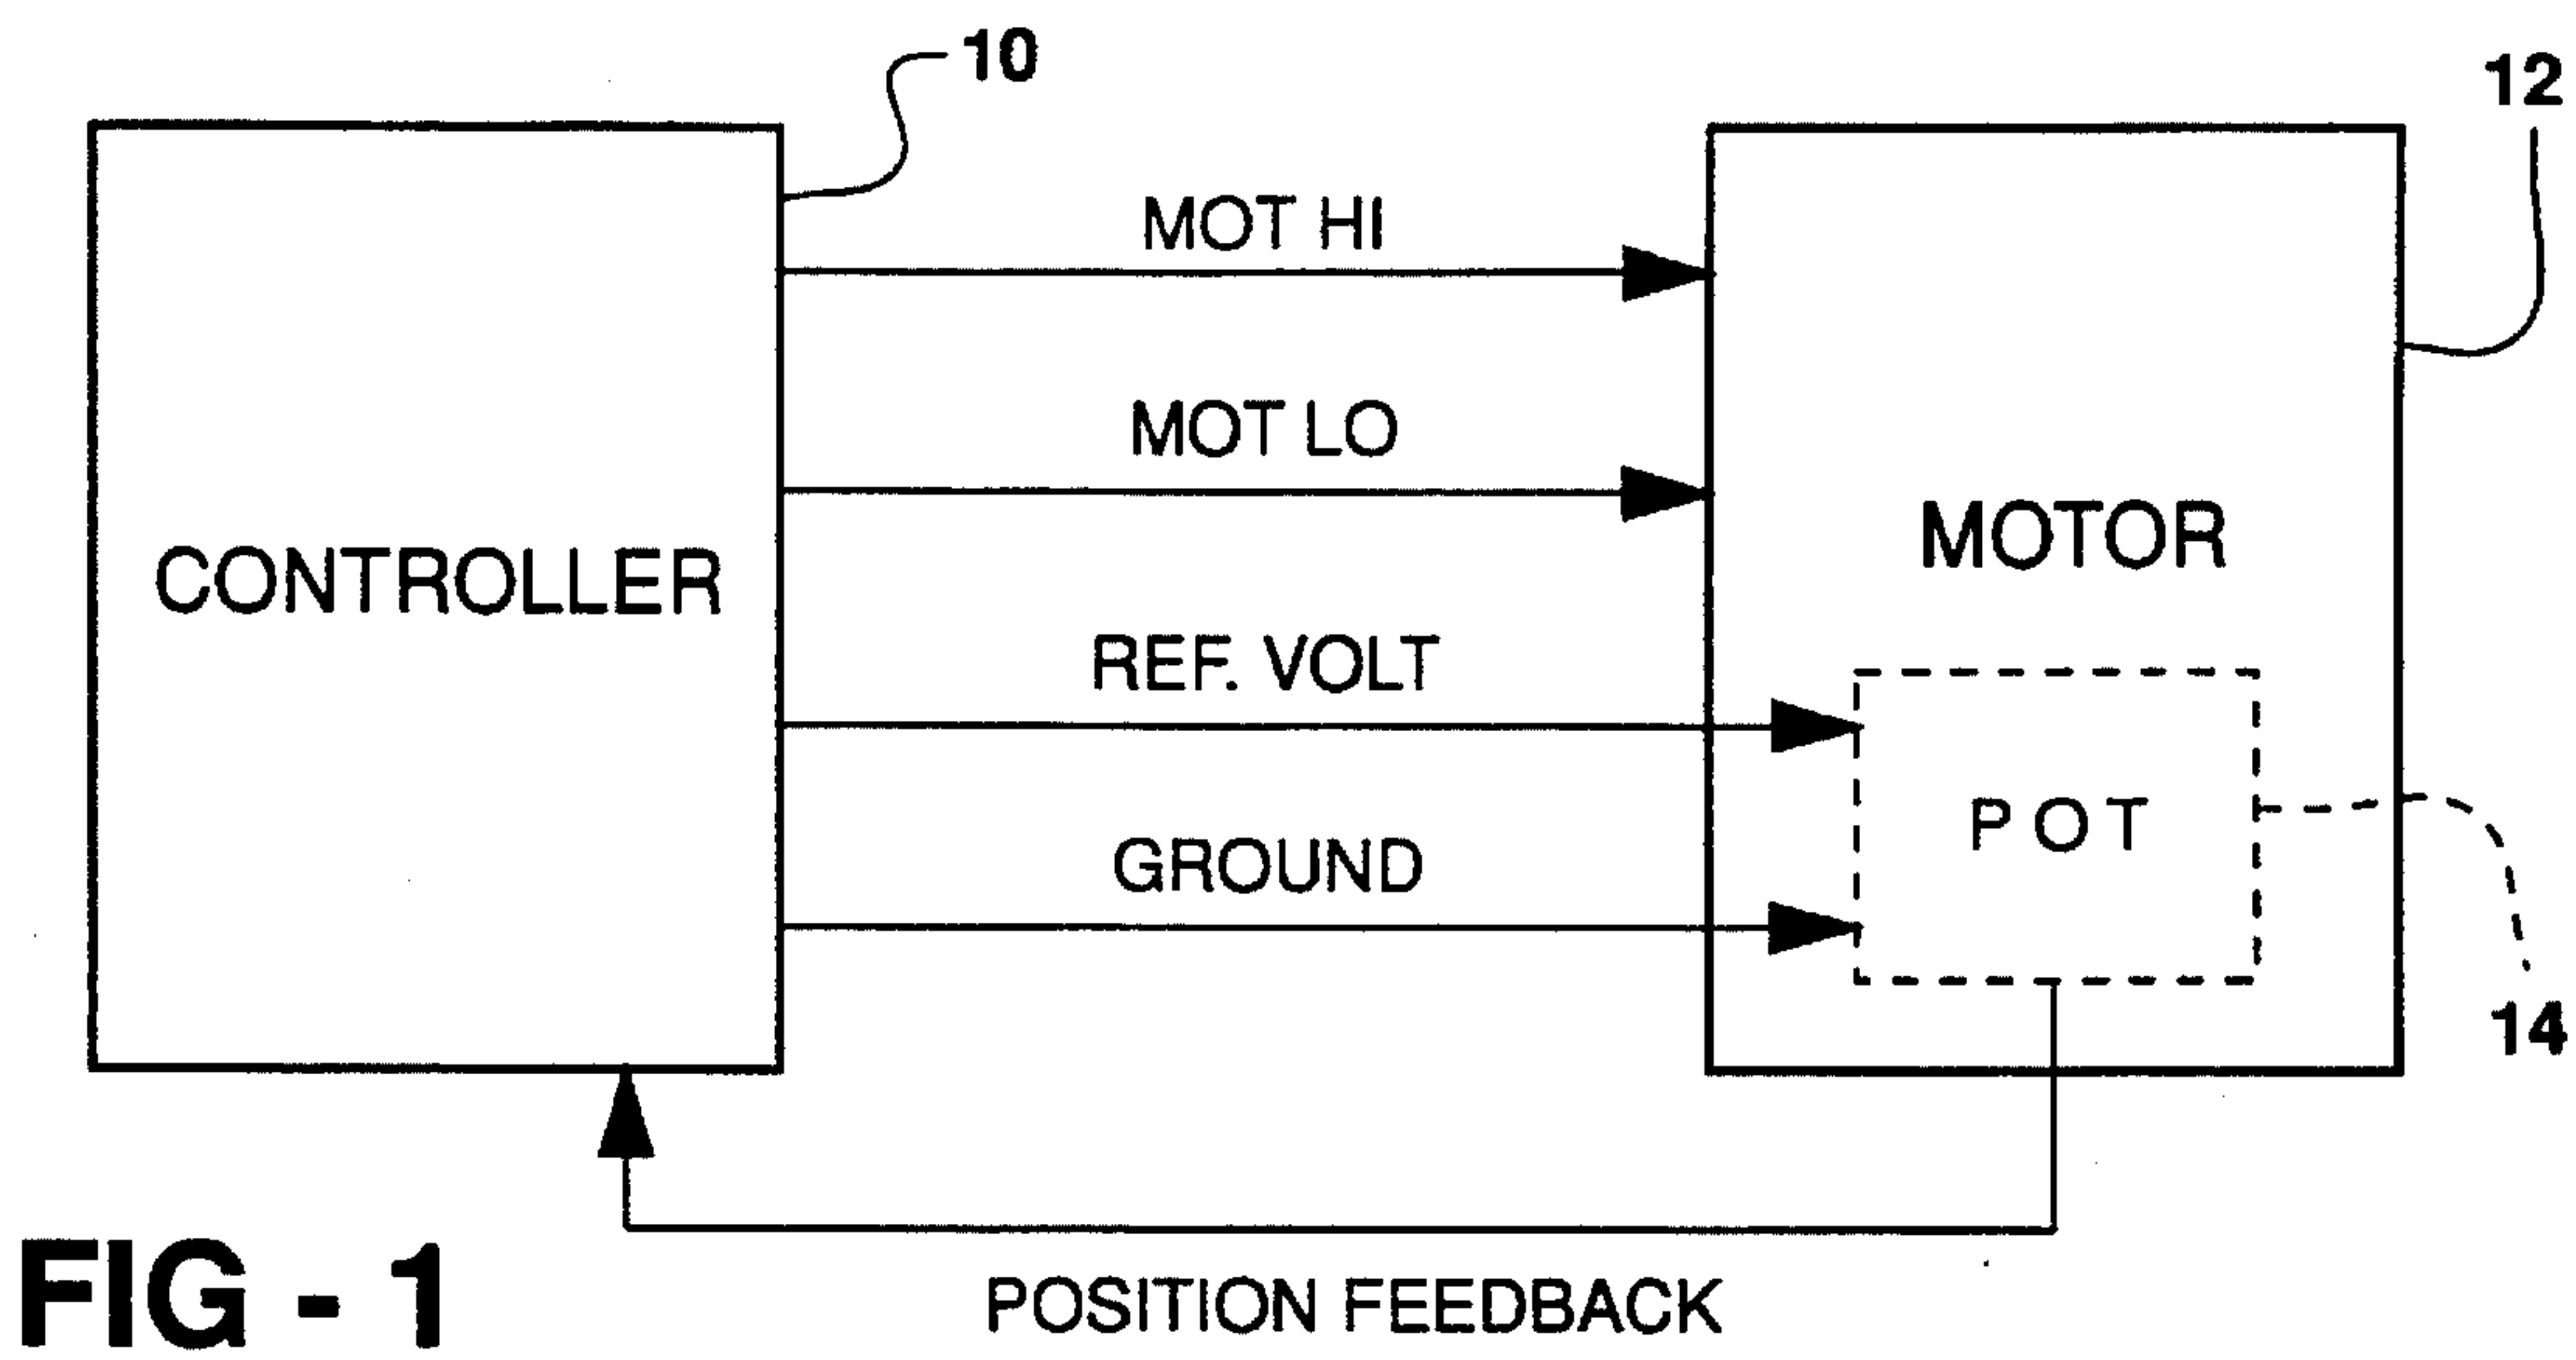 10
12
MOT HI
MOT LO
CONTROLLER
MOTOR
REF. VOLT
POT
GROUND
14
FIG - 1
POSITION FEEDBACK